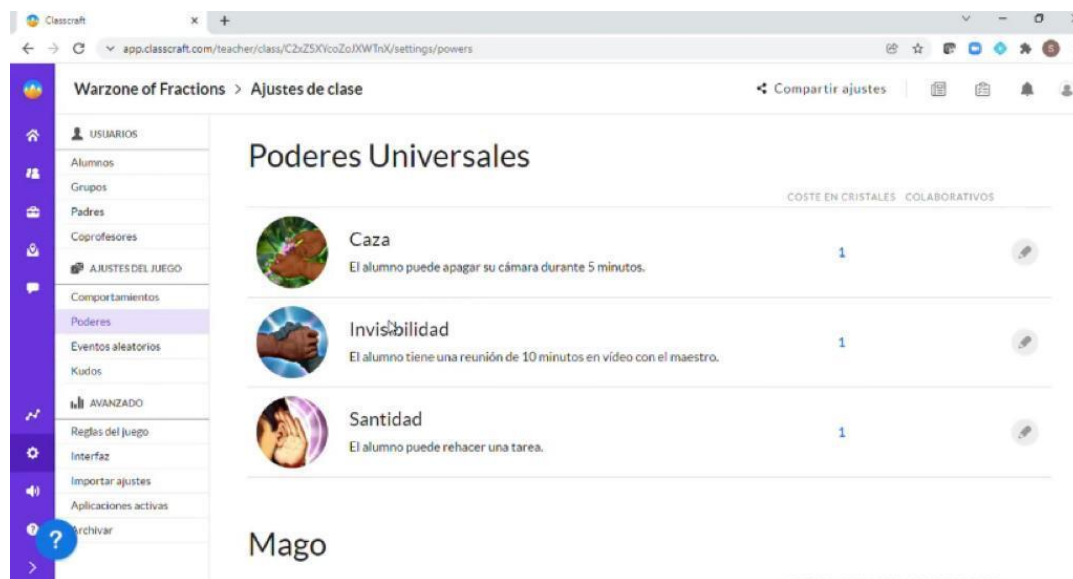 Classcraft
app.classcraft.com/teacher/class/C2xZ5XYcoZoJXWTnX/settings/powers
S
Warzone of Fractions > Ajustes de clase
Compartir ajustes
USUARIOS
Alumnos
Grupos
Padres
Coprofesores
AJUSTES DEL JUEGO
Comportamientos
Poderes
Eventos aleatorios
Kudos
AVANZADO
Reglas del juego
Interfaz
Importar ajustes
Aplicaciones activas
Archivar
?
Poderes Universales
COSTE EN CRISTALES COLABORATIVOS
Caza
El alumno puede apagar su cámara durante 5 minutos.
1
Invisibilidad
El alumno tiene una reunión de 10 minutos en vídeo con el maestro.
1
Santidad
El alumno puede rehacer una tarea.
1
Mago